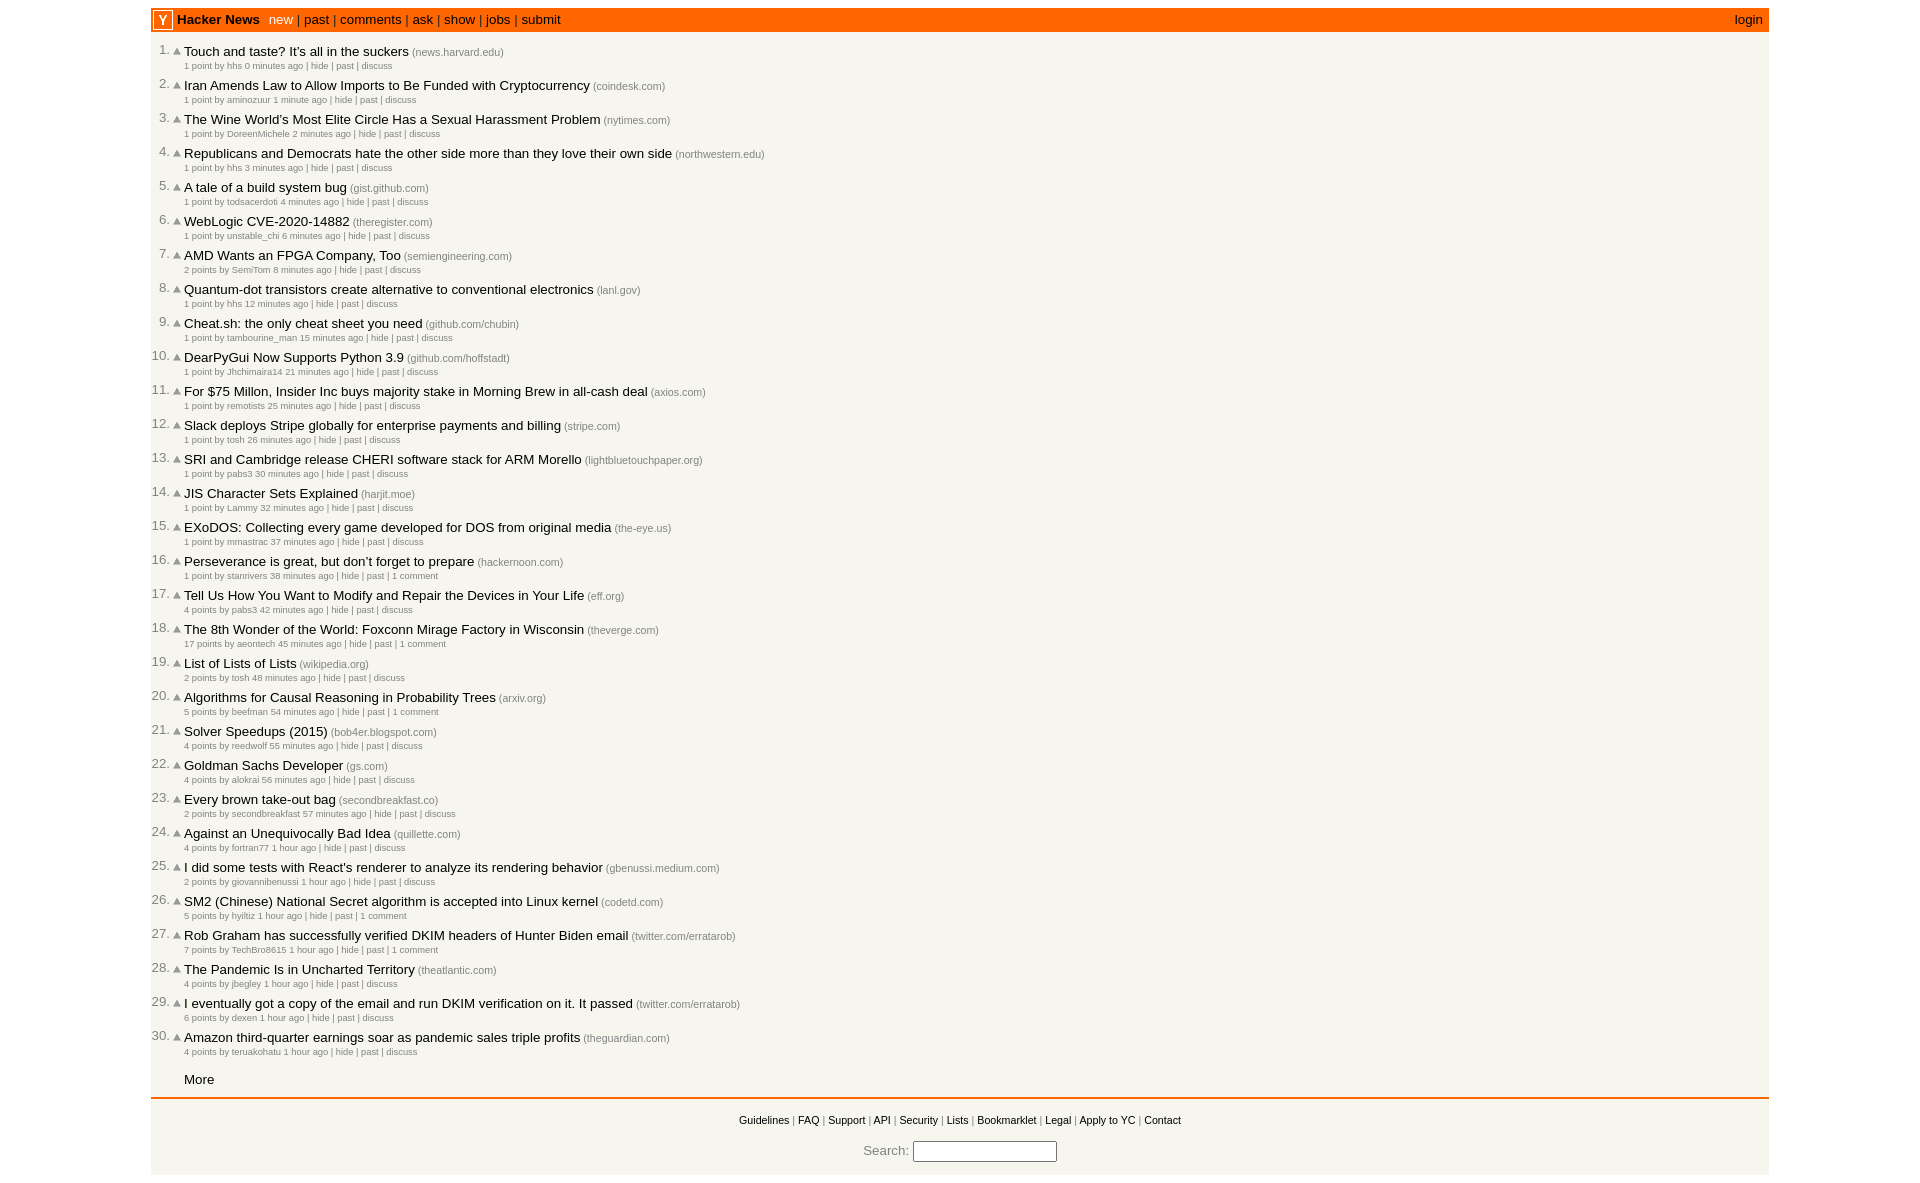 Y Hacker News new | past | comments | ask | show | jobs | submit login
1. Touch and taste? It's all in the suckers (news.harvard.edu)
1 point by hhs 0 minutes ago | hide | past | discuss
2. Iran Amends Law to Allow Imports to Be Funded with Cryptocurrency (coindesk.com)
1 point by aminozuur 1 minute ago | hide | past | discuss
3. The Wine World's Most Elite Circle Has a Sexual Harassment Problem (nytimes.com)
1 point by DoreenMichele 2 minutes ago | hide | past | discuss
4. Republicans and Democrats hate the other side more than they love their own side (northwestern.edu)
1 point by hhs 3 minutes ago | hide | past | discuss
5. A tale of a build system bug (gist.github.com)
1 point by todsacerdoti 4 minutes ago | hide | past | discuss
6. WebLogic CVE-2020-14882 (theregister.com)
1 point by unstable_chi 6 minutes ago | hide | past | discuss
7. AMD Wants an FPGA Company, Too (semiengineering.com)
2 points by SemiTom 8 minutes ago | hide | past | discuss
8. Quantum-dot transistors create alternative to conventional electronics (lanl.gov)
1 point by hhs 12 minutes ago | hide | past | discuss
9. Cheat.sh: the only cheat sheet you need (github.com/chubin)
1 point by tambourine_man 15 minutes ago | hide | past | discuss
10. DearPyGui Now Supports Python 3.9 (github.com/hoffstadt)
1 point by Jhchimaira14 21 minutes ago | hide | past | discuss
11. For $75 Millon, Insider Inc buys majority stake in Morning Brew in all-cash deal (axios.com)
1 point by remotists 25 minutes ago | hide | past | discuss
12. Slack deploys Stripe globally for enterprise payments and billing (stripe.com)
1 point by tosh 26 minutes ago | hide | past | discuss
13. SRI and Cambridge release CHERI software stack for ARM Morello (lightbluetouchpaper.org)
1 point by pabs3 30 minutes ago | hide | past | discuss
14. JIS Character Sets Explained (harjit.moe)
1 point by Lammy 32 minutes ago | hide | past | discuss
15. EXoDOS: Collecting every game developed for DOS from original media (the-eye.us)
1 point by mmastrac 37 minutes ago | hide | past | discuss
16. Perseverance is great, but don't forget to prepare (hackernoon.com)
1 point by stanrivers 38 minutes ago | hide | past | 1 comment
17. Tell Us How You Want to Modify and Repair the Devices in Your Life (eff.org)
4 points by pabs3 42 minutes ago | hide | past | discuss
18. The 8th Wonder of the World: Foxconn Mirage Factory in Wisconsin (theverge.com)
17 points by aeontech 45 minutes ago | hide | past | 1 comment
19. List of Lists of Lists (wikipedia.org)
2 points by tosh 48 minutes ago | hide | past | discuss
20. Algorithms for Causal Reasoning in Probability Trees (arxiv.org)
5 points by beefman 54 minutes ago | hide | past | 1 comment
21. Solver Speedups (2015) (bob4er.blogspot.com)
4 points by reedwolf 55 minutes ago | hide | past | discuss
22. Goldman Sachs Developer (gs.com)
4 points by alokrai 56 minutes ago | hide | past | discuss
23. Every brown take-out bag (secondbreakfast.co)
2 points by secondbreakfast 57 minutes ago | hide | past | discuss
24. Against an Unequivocally Bad Idea (quillette.com)
4 points by fortran77 1 hour ago | hide | past | discuss
25. I did some tests with React's renderer to analyze its rendering behavior (gbenussi.medium.com)
2 points by giovannibenussi 1 hour ago | hide | past | discuss
26. SM2 (Chinese) National Secret algorithm is accepted into Linux kernel (codetd.com)
5 points by hyiltiz 1 hour ago | hide | past | 1 comment
27. Rob Graham has successfully verified DKIM headers of Hunter Biden email (twitter.com/erratarob)
7 points by TechBro8615 1 hour ago | hide | past | 1 comment
28. The Pandemic Is in Uncharted Territory (theatlantic.com)
4 points by jbegley 1 hour ago | hide | past | discuss
29. I eventually got a copy of the email and run DKIM verification on it. It passed (twitter.com/erratarob)
6 points by dexen 1 hour ago | hide | past | discuss
30. Amazon third-quarter earnings soar as pandemic sales triple profits (theguardian.com)
4 points by teruakohatu 1 hour ago | hide | past | discuss
More
Guidelines | FAQ | Support | API | Security | Lists | Bookmarklet | Legal | Apply to YC | Contact
Search: